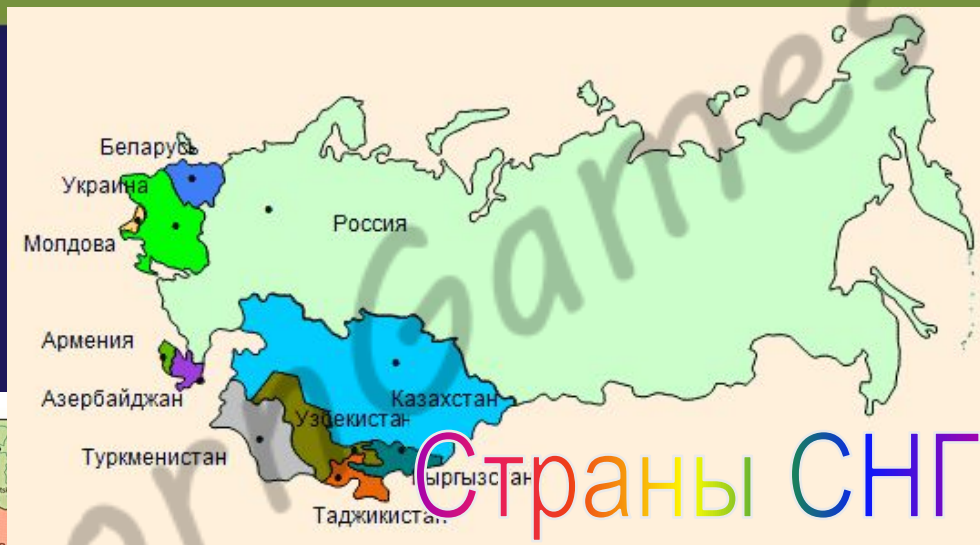 Беларусь
Украина
Россия
Молдова
Армения
Азербайджан
Казахстан
Узбекистан
Туркменистан
Кыргызстан
Таджикистан
Страны СНГ